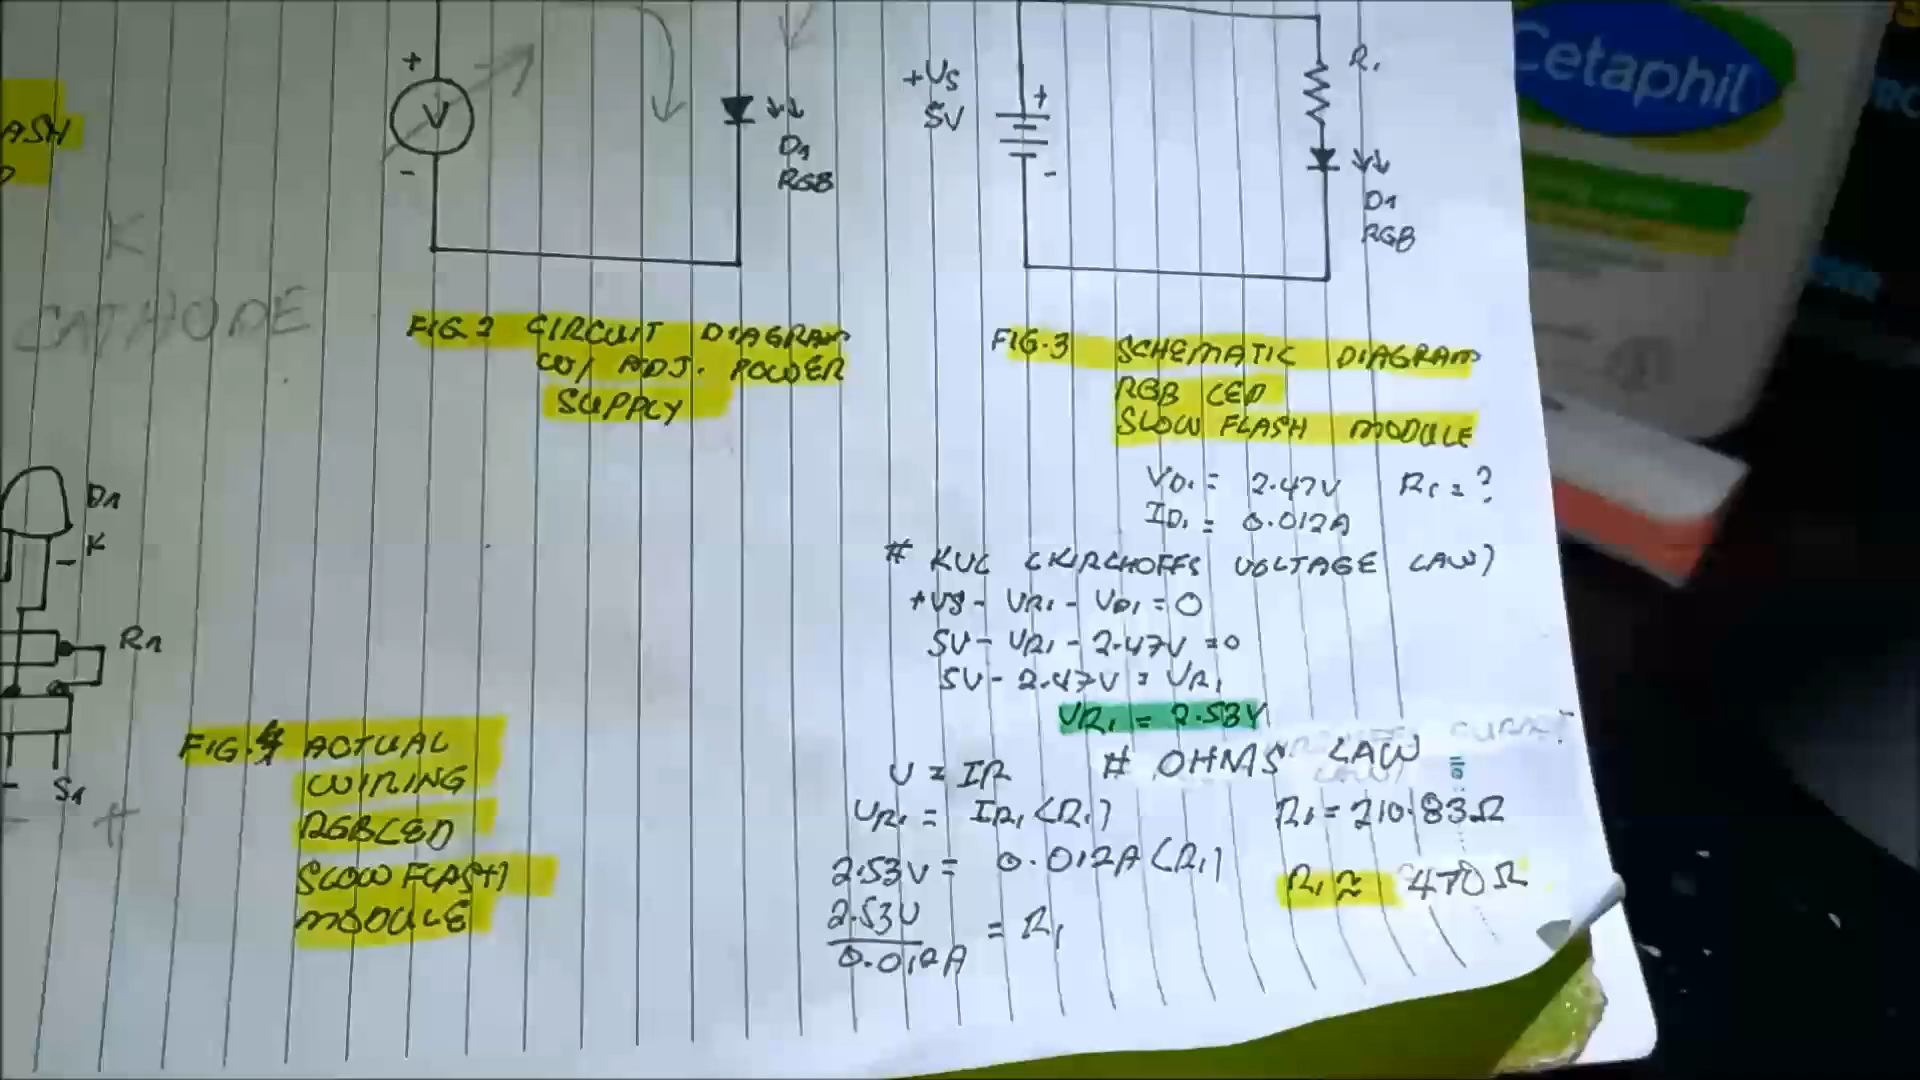 ASH
K
CATHODE
+
-
D1
RGB
FIG.2 CIRCUIT DIAGRAM
W/ ADJ. POWER
SUPPLY
+VS
5V
+
-
R1
D1
RGB
FIG.3 SCHEMATIC DIAGRAM
RGB LED
SLOW FLASH MODULE
VD1 = 2.47V R1 = ?
ID1 = 0.012A
# KVL (KIRCHOFFS VOLTAGE LAW)
+VS - VR1 - VD1 = 0
5V - VR1 - 2.47V = 0
5V - 2.47V = VR1
VR1 = 2.53V
# OHMS LAW
V = IR
VR1 = IR1 (R1)
2.53V = 0.012A (R1)
2.53V
0.012A
= R1
R1 = 210.83Ω
R1 ≈ 470Ω
D1
K
-
R1
-
S1
+
FIG.4 ACTUAL
WIRING
RGB LED
SLOW FLASH
MODULE
Cetaphil